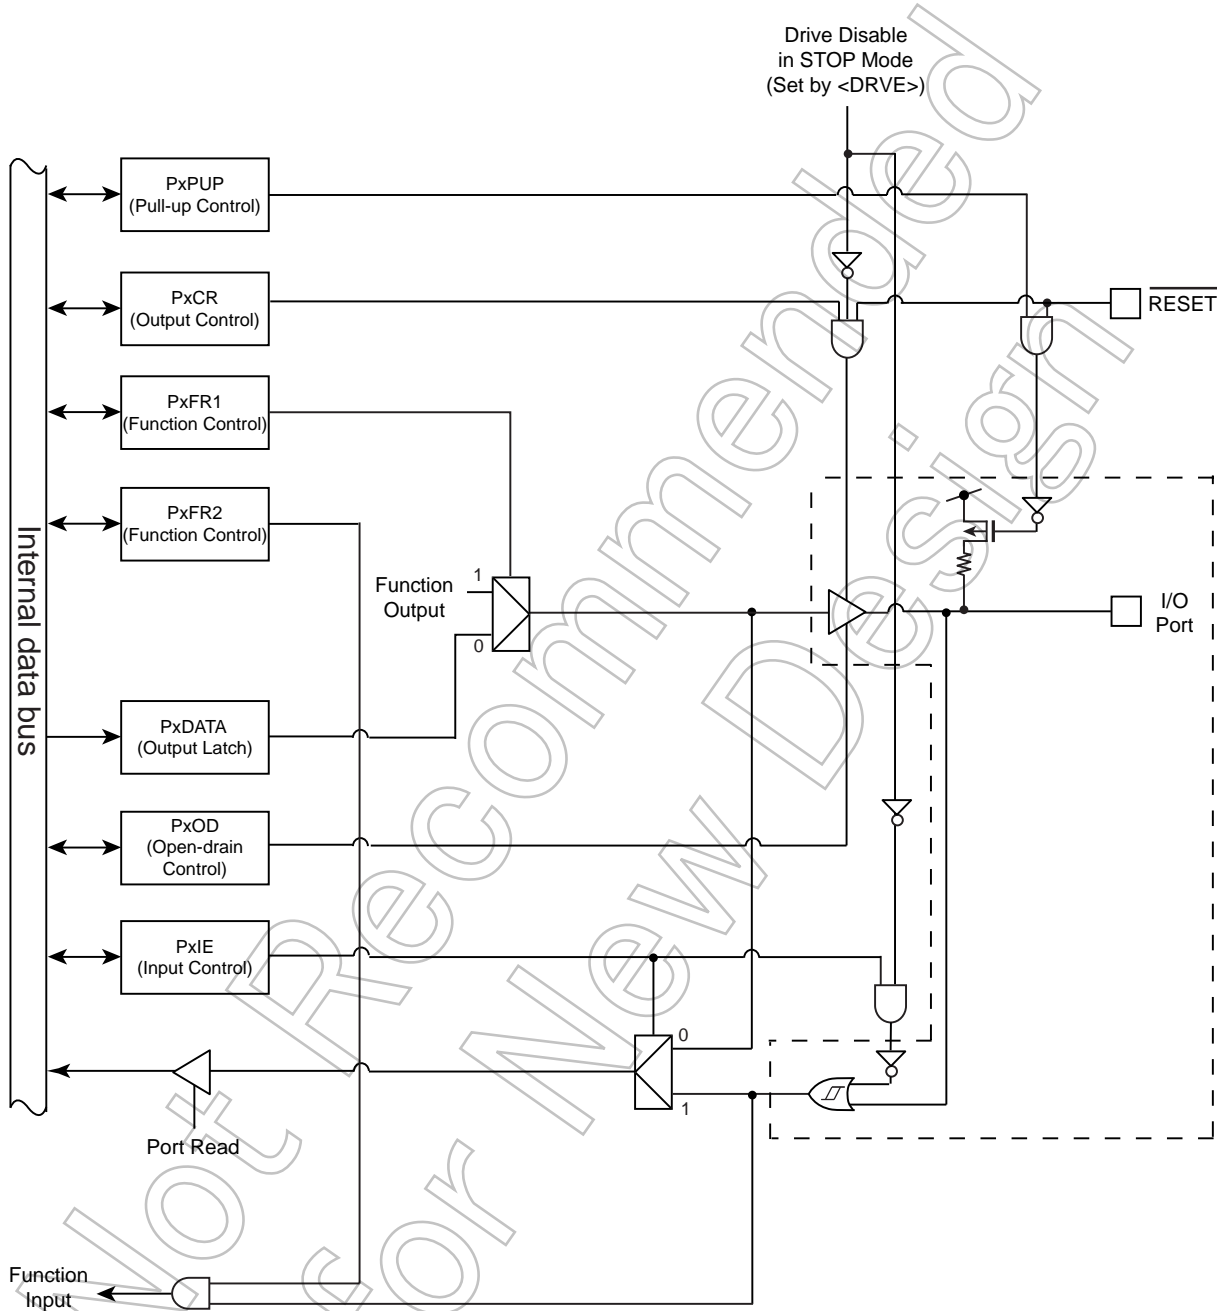 Drive Disable
in STOP Mode
(Set by <DRVE>)
PxPUP
(Pull-up Control)
PxCR
(Output Control)
RESET
PxFR1
(Function Control)
PxFR2
(Function Control)
Internal data bus
Function
Output
1
0
I/O
Port
PxDATA
(Output Latch)
PxOD
(Open-drain
Control)
PxIE
(Input Control)
0
1
Port Read
Function
Input
Not Recommended
for New Design